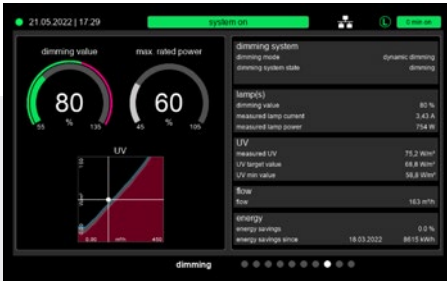 21.05.2022 | 17:29
system on
L
0 min on
dimming value
80
%
55
135
max. rated power
60
%
45
105
UV
W/m²
0.00
m³/h
400
dimming system
dimming mode dynamic dimming
dimming system state dimming
lamp(s)
dimming value 80 %
measured lamp current 3,43 A
measured lamp power 754 W
UV
measured UV 75,2 W/m²
UV target value 68,8 W/m²
UV min value 58,8 W/m²
flow
flow 163 m³/h
energy
energy savings 0.0 %
energy savings since 18.03.2022 8615 kWh
dimming